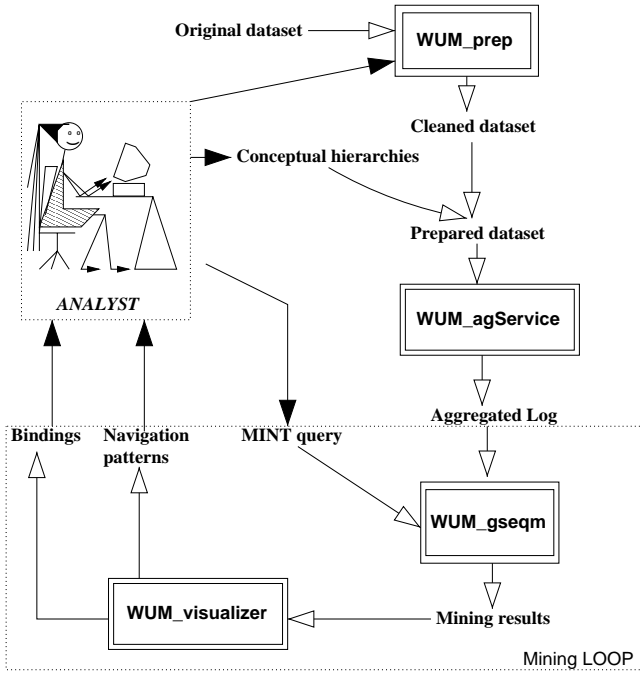 Original dataset
WUM_prep
Cleaned dataset
Conceptual hierarchies
Prepared dataset
ANALYST
WUM_agService
Aggregated Log
Bindings
Navigation
patterns
MINT query
WUM_gseqm
WUM_visualizer
Mining results
Mining LOOP